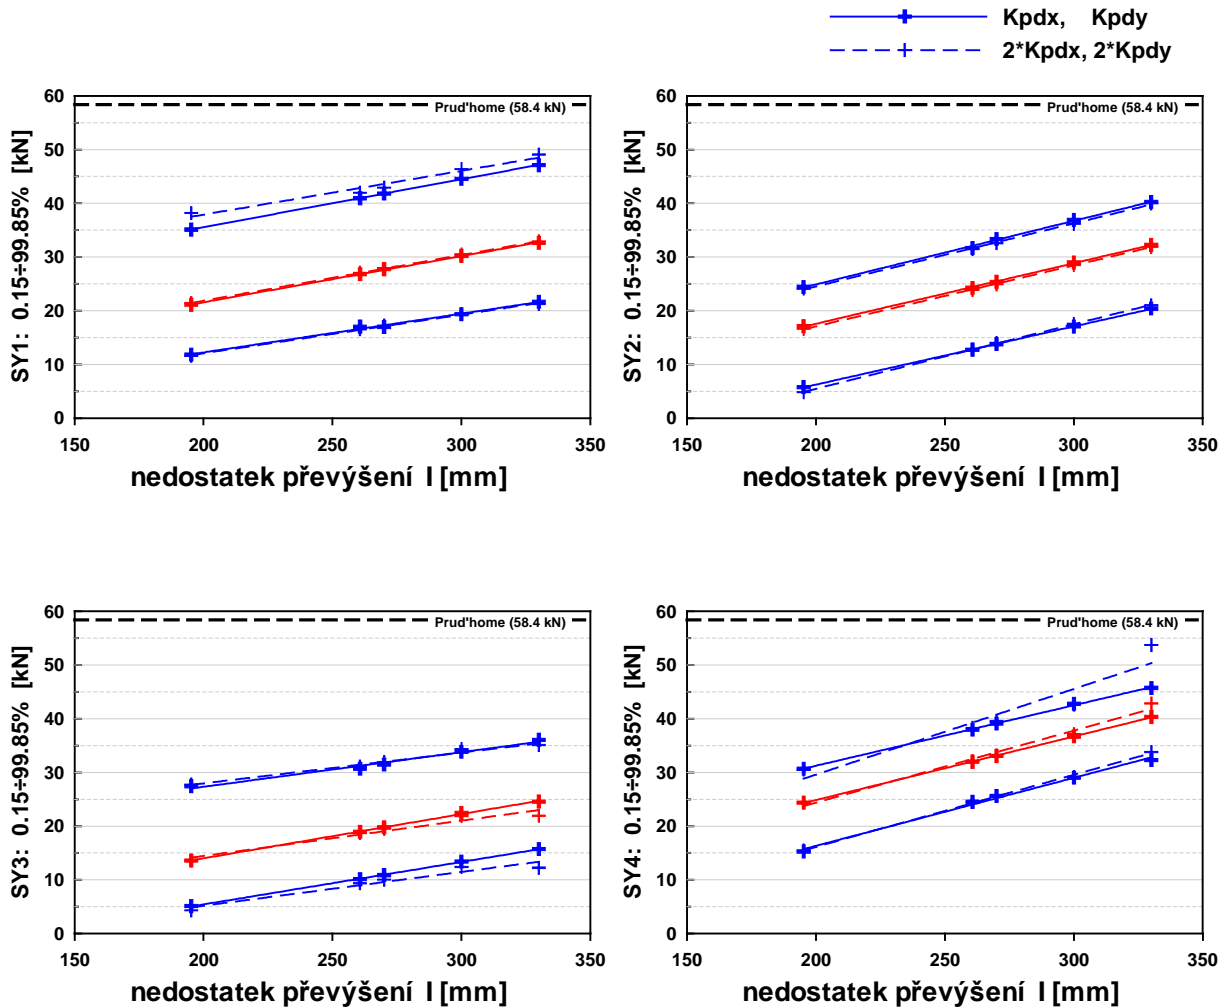 Kpdx, Kpdy
2*Kpdx, 2*Kpdy
60
50
40
30
20
10
0
SY1: 0.15÷99.85% [kN]
Prud'home (58.4 kN)
150 200 250 300 350
nedostatek převýšení I [mm]
60
50
40
30
20
10
0
SY2: 0.15÷99.85% [kN]
Prud'home (58.4 kN)
150 200 250 300 350
nedostatek převýšení I [mm]
60
50
40
30
20
10
0
SY3: 0.15÷99.85% [kN]
Prud'home (58.4 kN)
150 200 250 300 350
nedostatek převýšení I [mm]
60
50
40
30
20
10
0
SY4: 0.15÷99.85% [kN]
Prud'home (58.4 kN)
150 200 250 300 350
nedostatek převýšení I [mm]